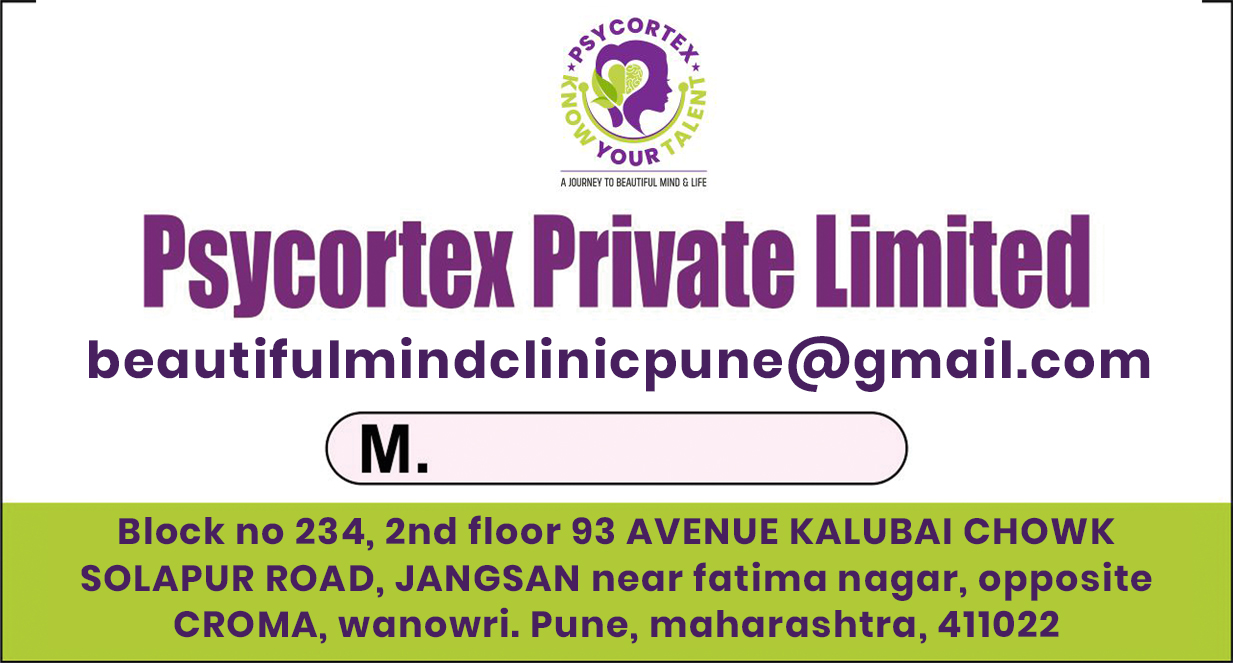 PSYCORTEX
KNOW YOUR TALENT
A JOURNEY TO BEAUTIFUL MIND & LIFE
Psycortex Private Limited
beautifulmindclinicpune@gmail.com
M.
Block no 234, 2nd floor 93 AVENUE KALUBAI CHOWK
SOLAPUR ROAD, JANGSAN near fatima nagar, opposite
CROMA, wanowri. Pune, maharashtra, 411022